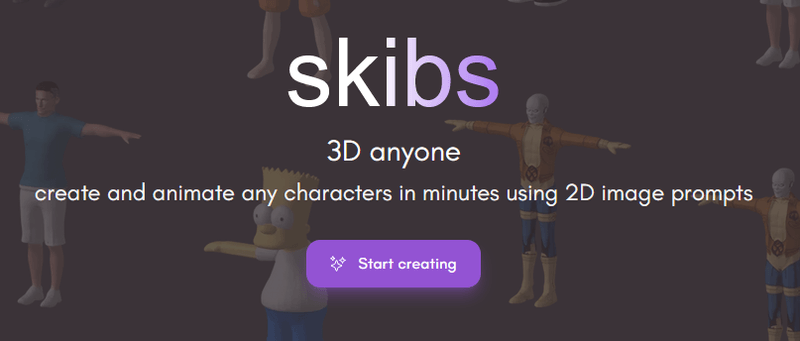 skibs
3D anyone
create and animate any characters in minutes using 2D image prompts
Start creating